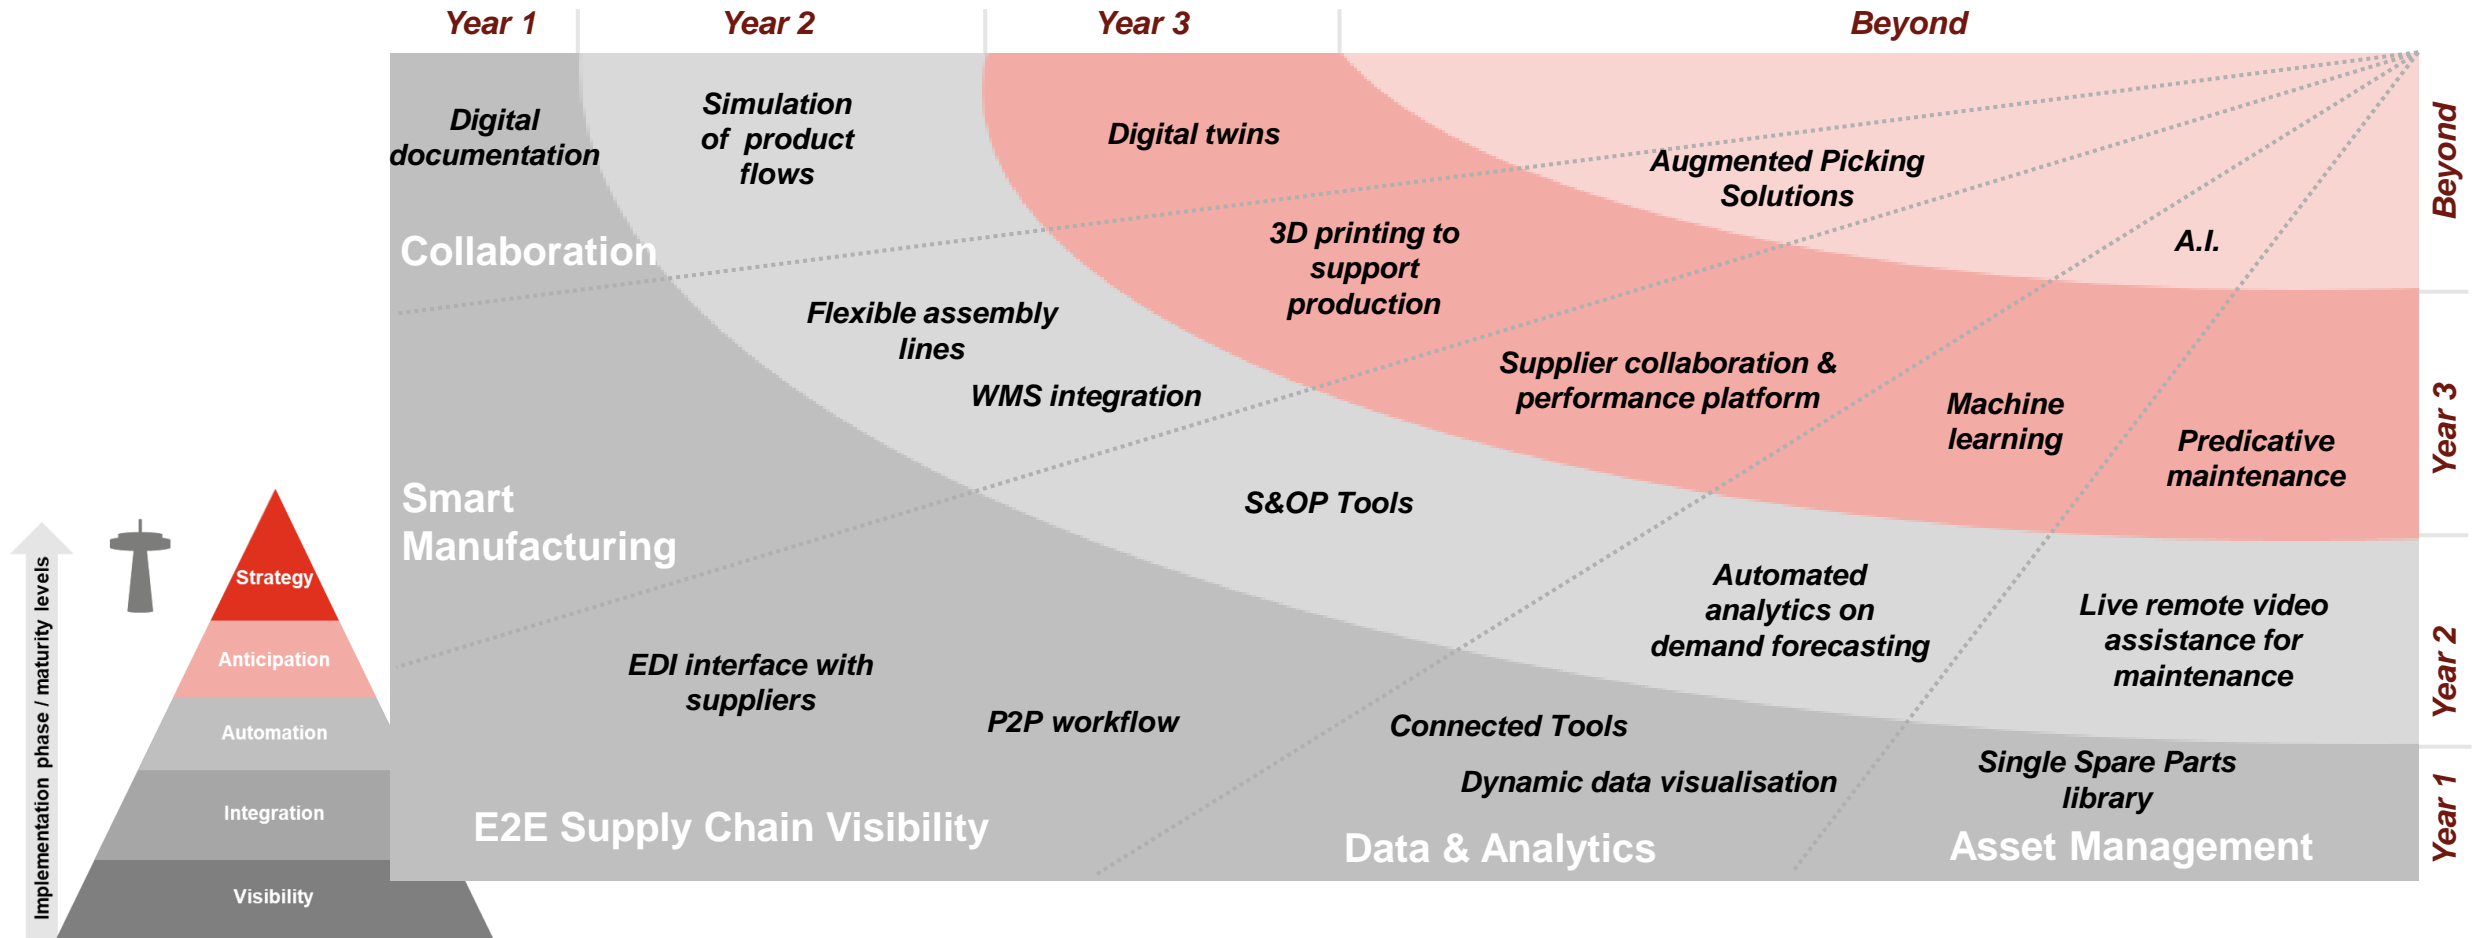 Year 1
Year 2
Year 3
Beyond
Digital
documentation
Simulation
of product
flows
Digital twins
Augmented Picking
Solutions
A.I.
Collaboration
3D printing to
support
production
Flexible assembly
lines
WMS integration
Supplier collaboration &
performance platform
Machine
learning
Predicative
maintenance
Smart
Manufacturing
S&OP Tools
Automated
analytics on
demand forecasting
Live remote video
assistance for
maintenance
EDI interface with
suppliers
P2P workflow
Connected Tools
Dynamic data visualisation
Single Spare Parts
library
E2E Supply Chain Visibility
Data & Analytics
Asset Management
Beyond
Year 3
Year 2
Year 1
Implementation phase / maturity levels
Strategy
Anticipation
Automation
Integration
Visibility